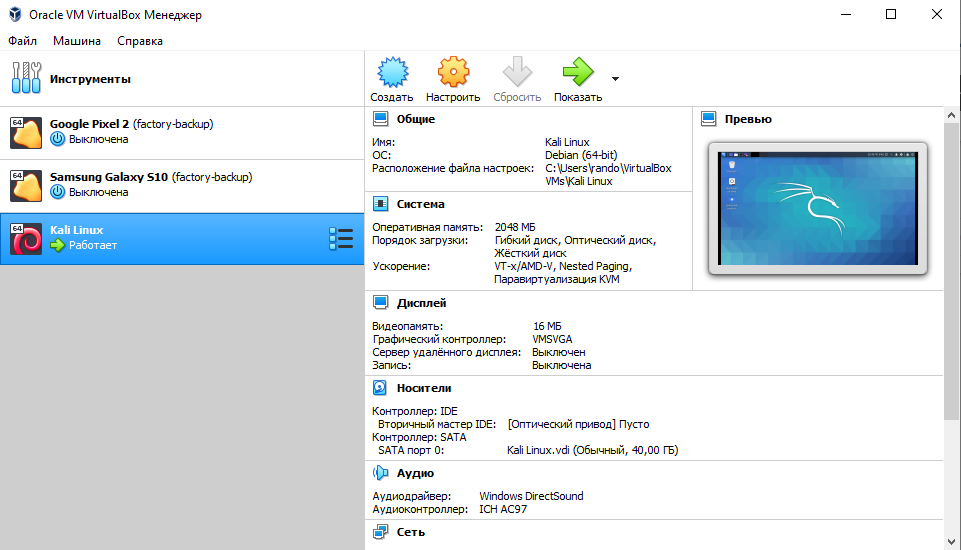 Oracle VM VirtualBox Менеджер
Файл Машина Справка
Инструменты
64 Google Pixel 2 (factory-backup)
Выключена
64 Samsung Galaxy S10 (factory-backup)
Выключена
64 Kali Linux
Работает
Создать Настроить Сбросить Показать
Общие
Имя: Kali Linux
ОС: Debian (64-bit)
Расположение файла настроек: C:\Users\rando\VirtualBox
VMs\Kali Linux
Превью
Система
Оперативная память: 2048 МБ
Порядок загрузки: Гибкий диск, Оптический диск,
Жёсткий диск
Ускорение: VT-x/AMD-V, Nested Paging,
Паравиртуализация KVM
Дисплей
Видеопамять: 16 МБ
Графический контроллер: VMSVGA
Сервер удалённого дисплея: Выключен
Запись: Выключена
Носители
Контроллер: IDE
Вторичный мастер IDE: [Оптический привод] Пусто
Контроллер: SATA
SATA порт 0: Kali Linux.vdi (Обычный, 40,00 ГБ)
Аудио
Аудиодрайвер: Windows DirectSound
Аудиоконтроллер: ICH AC97
Сеть